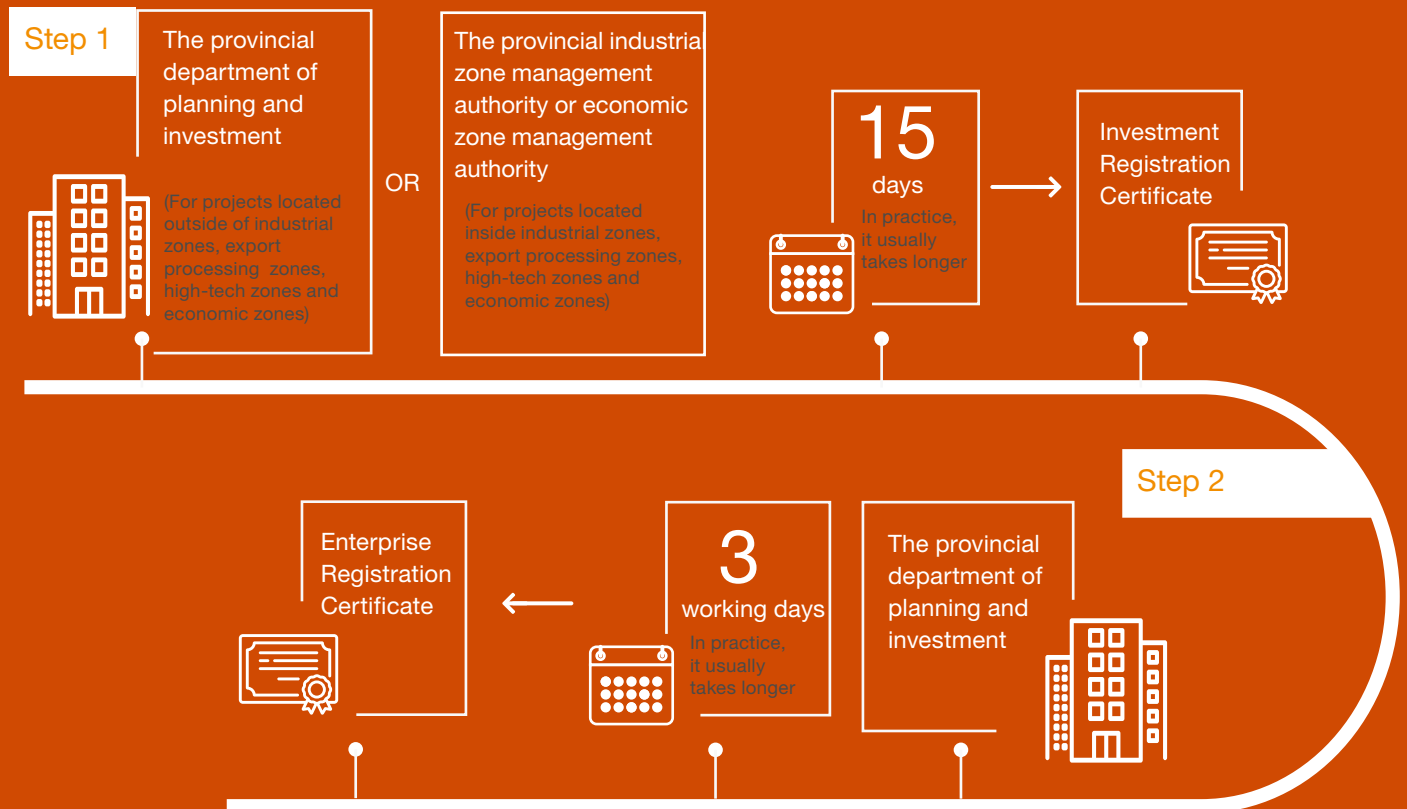 Step 1
The provincial
department of
planning and
investment
(For projects located
outside of industrial
zones, export
processing zones,
high-tech zones and
economic zones)
OR
The provincial industrial
zone management
authority or economic
zone management
authority
(For projects located
inside industrial zones,
export processing zones,
high-tech zones and
economic zones)
15
days
In practice,
it usually
takes longer
Investment
Registration
Certificate
Step 2
The provincial
department of
planning and
investment
3
working days
In practice,
it usually
takes longer
Enterprise
Registration
Certificate